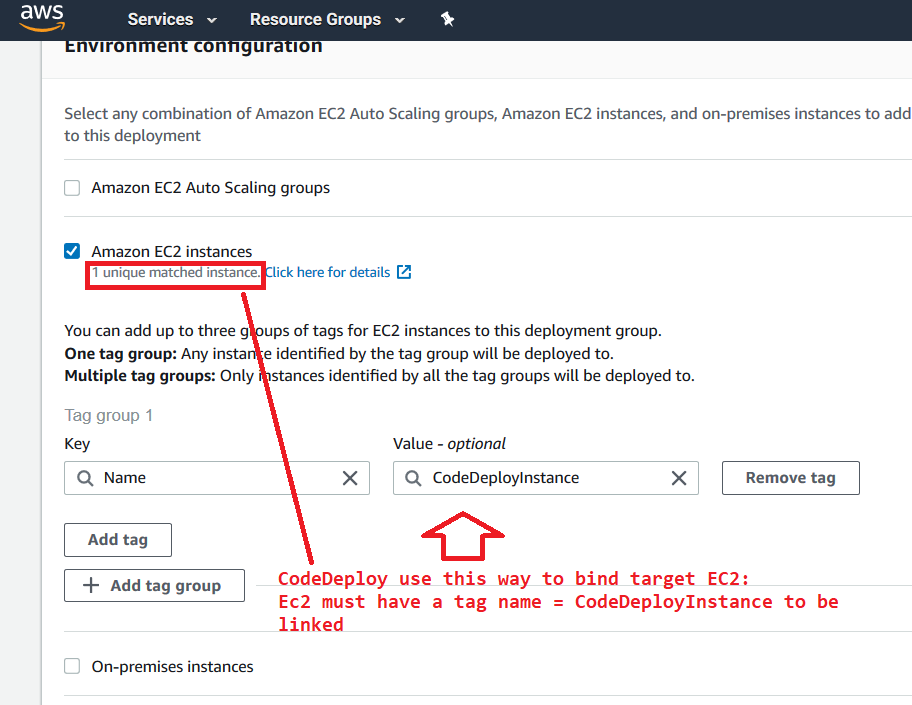 aws Services Resource Groups
Environment configuration
Select any combination of Amazon EC2 Auto Scaling groups, Amazon EC2 instances, and on-premises instances to add
to this deployment
Amazon EC2 Auto Scaling groups
Amazon EC2 instances
1 unique matched instance. Click here for details
You can add up to three groups of tags for EC2 instances to this deployment group.
One tag group: Any instance identified by the tag group will be deployed to.
Multiple tag groups: Only instances identified by all the tag groups will be deployed to.
Tag group 1
Key Value - optional
Name CodeDeployInstance Remove tag
Add tag
Add tag group
CodeDeploy use this way to bind target EC2:
Ec2 must have a tag name = CodeDeployInstance to be
linked
On-premises instances